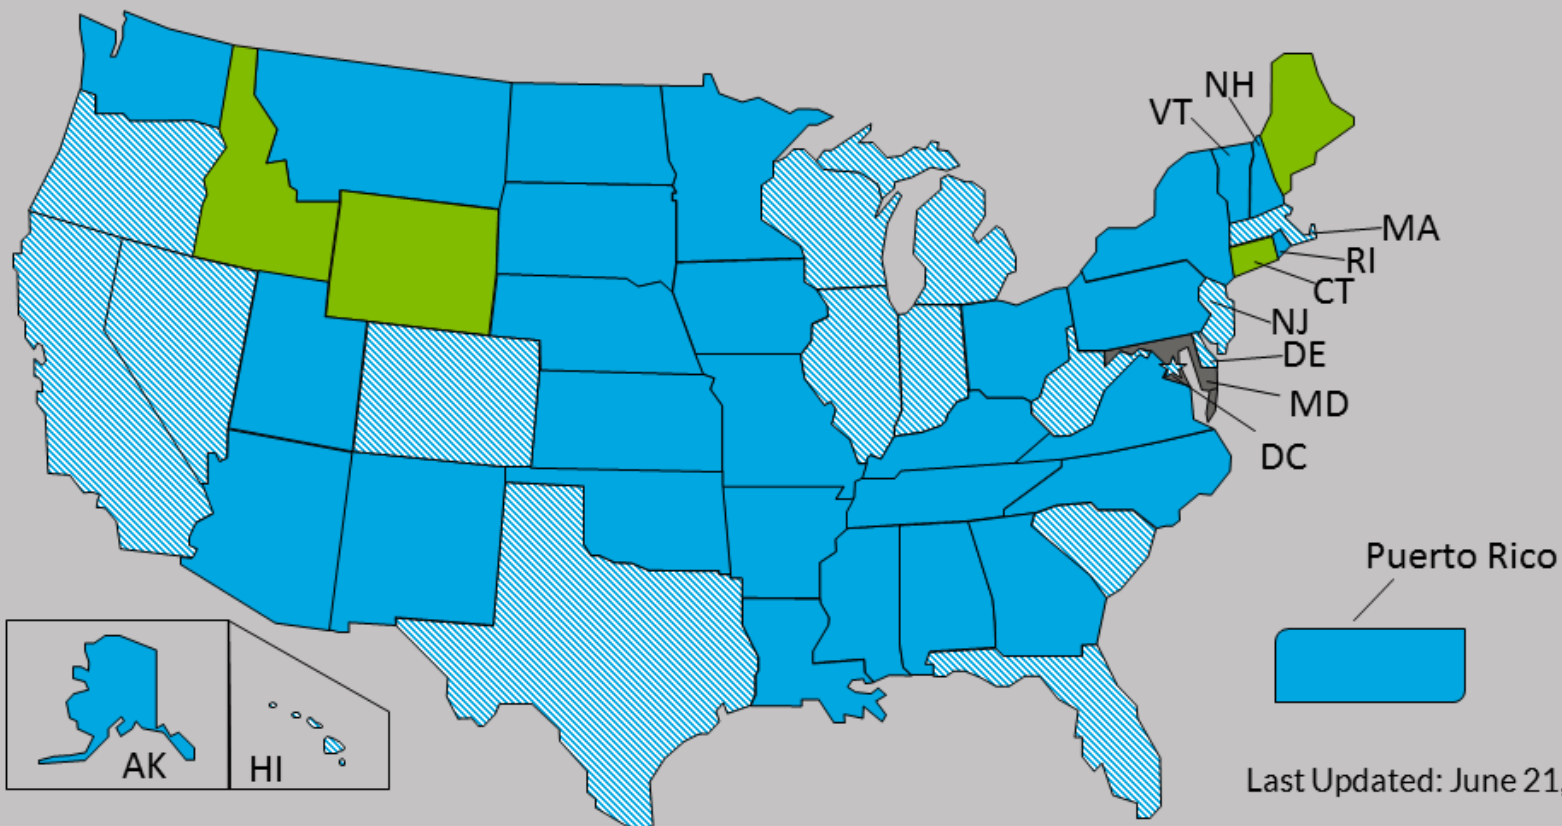 NH
VT
MA
RI
CT
NJ
DE
MD
DC
Puerto Rico
AK
HI
Last Updated: June 21,